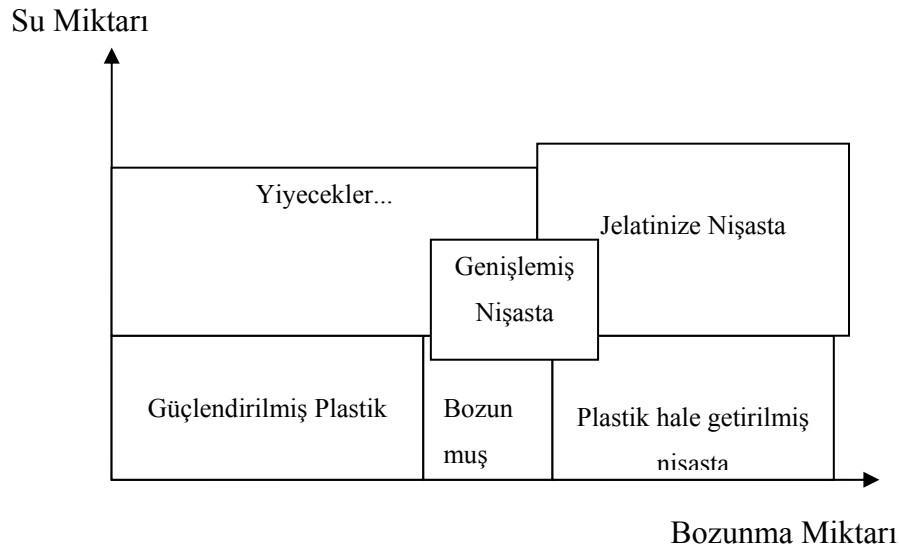 Su Miktarı
Yiyecekler...
Jelatinize Nişasta
Genişlemiş
Nişasta
Güçlendirilmiş Plastik
Bozun
muş
Plastik hale getirilmiş
nişasta
Bozunma Miktarı